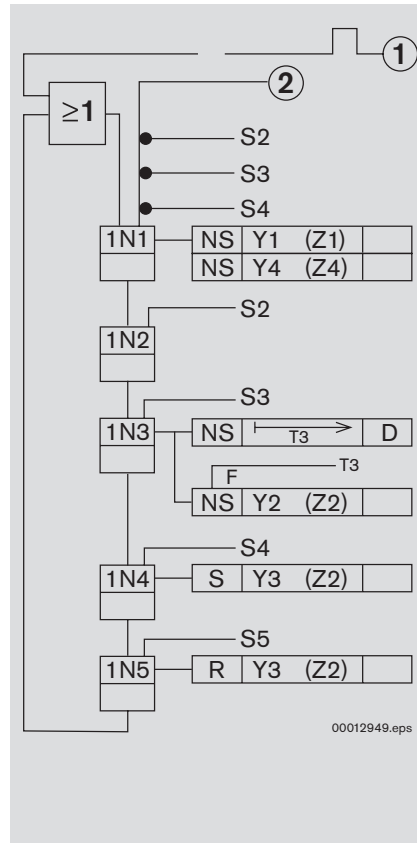 1
≥1
2
S2
S3
S4
1N1 NS Y1 (Z1)
NS Y4 (Z4)
S2
1N2
S3
1N3 NS T3 D
F T3
NS Y2 (Z2)
S4
1N4 S Y3 (Z2)
S5
1N5 R Y3 (Z2)
00012949.eps